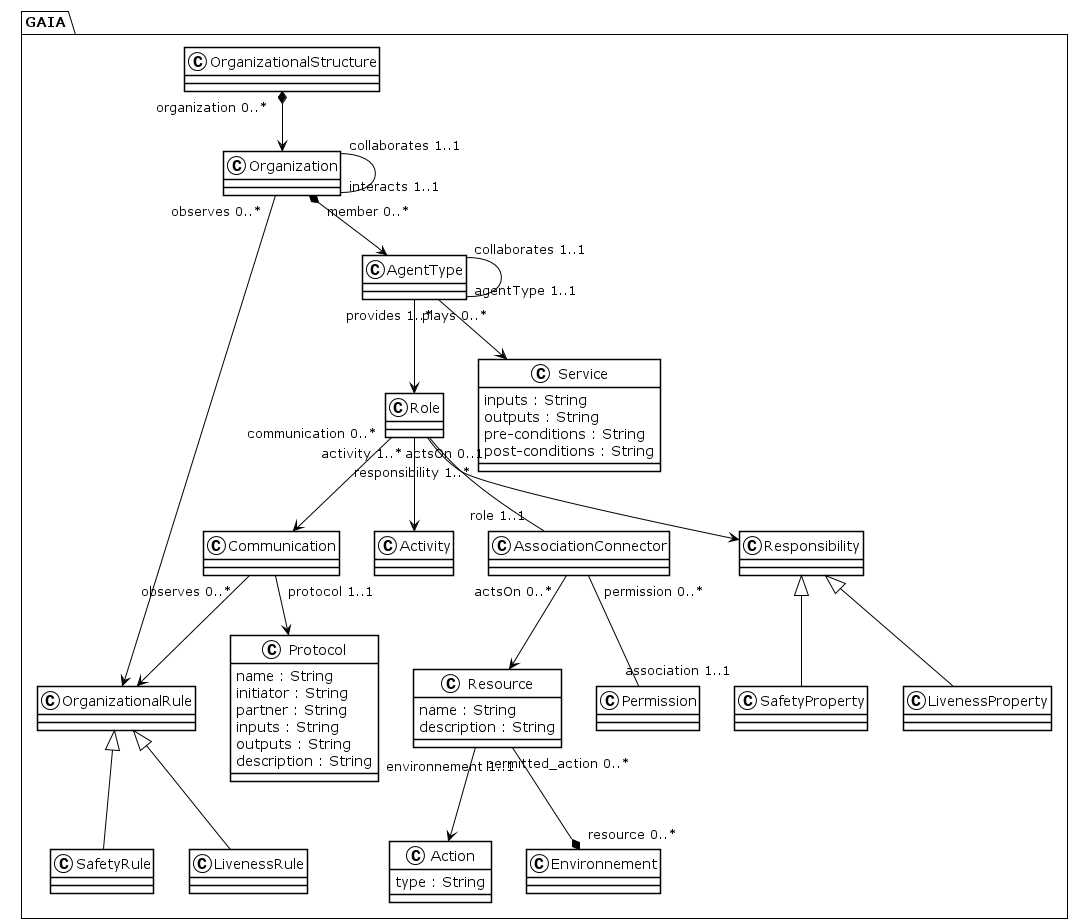 GAIA
C OrganizationalStructure
organization 0..*
collaborates 1..1
C Organization
interacts 1..1
observes 0..*
member 0..*
collaborates 1..1
C AgentType
agentType 1..1
provides 1..*
plays 0..*
C Service
inputs : String
outputs : String
pre-conditions : String
post-conditions : String
C Role
communication 0..*
activity 1..*
actsOn 0..1
responsibility 1..*
role 1..1
C Communication
C Activity
C AssociationConnector
C Responsibility
observes 0..*
protocol 1..1
actsOn 0..*
permission 0..*
C Protocol
name : String
initiator : String
partner : String
inputs : String
outputs : String
description : String
association 1..1
C OrganizationalRule
C Resource
name : String
description : String
C Permission
C SafetyProperty
C LivenessProperty
environnement 1..1
permitted_action 0..*
resource 0..*
C SafetyRule
C LivenessRule
C Action
type : String
C Environnement